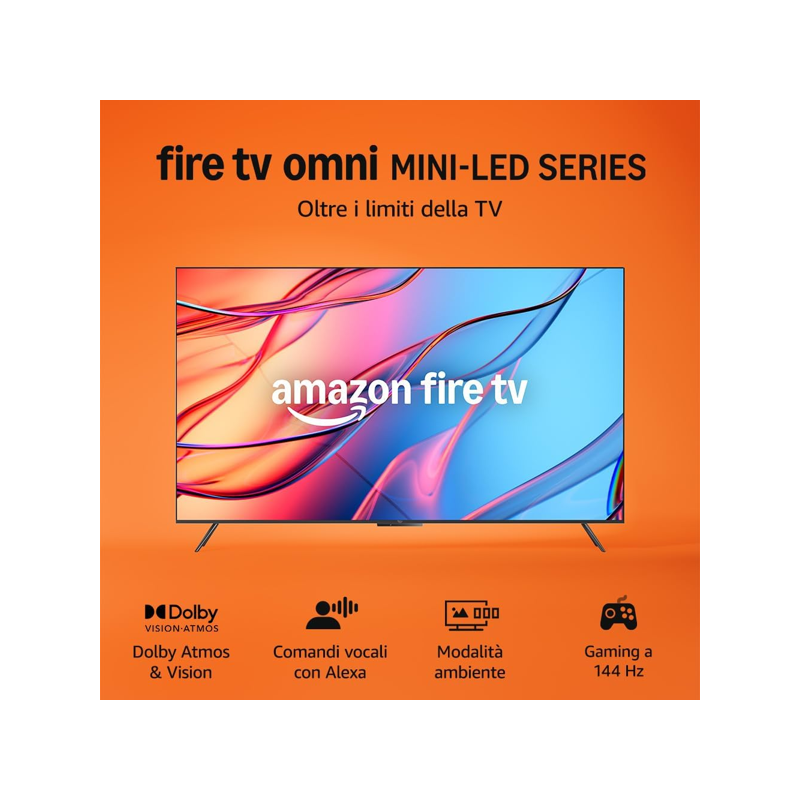 fire tv omni MINI-LED SERIES
Oltre i limiti della TV
amazon fire tv
Dolby
VISION·ATMOS
Dolby Atmos
& Vision
Comandi vocali
con Alexa
Modalità
ambiente
Gaming a
144 Hz